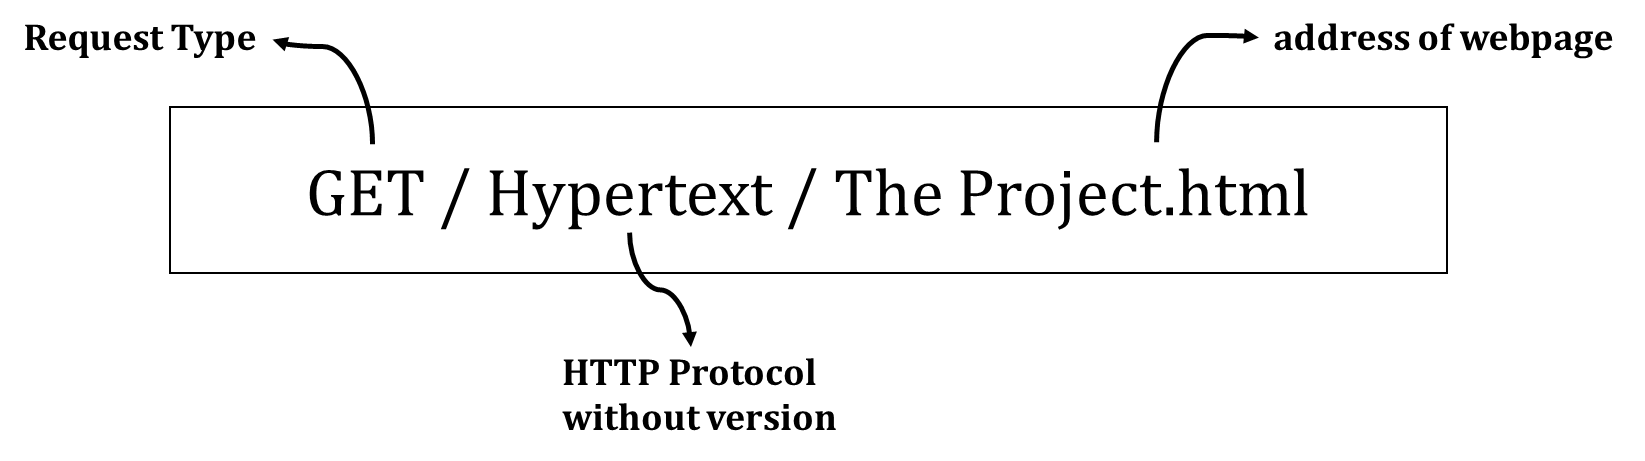 Request Type
address of webpage
GET / Hypertext / The Project.html
HTTP Protocol
without version